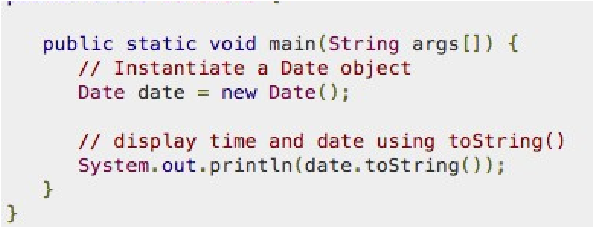 public static void main(String args[]) {
// Instantiate a Date object
Date date = new Date();
// display time and date using toString()
System.out.println(date.toString());
}
}